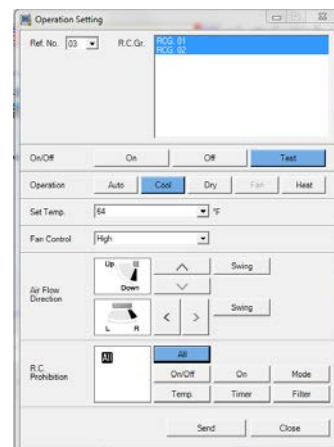 Operation Setting
Ref. No. 03 R.C.Gr. RCG. 01
RCG. 02
On/Off On Off Test
Operation Auto Cool Dry Fan Heat
Set Temp. 64 °F
Fan Control High
Air Flow Direction
Up Down Swing
L R Swing
R.C. Prohibition All All
On/Off On Mode
Temp. Timer Filter
Send Close